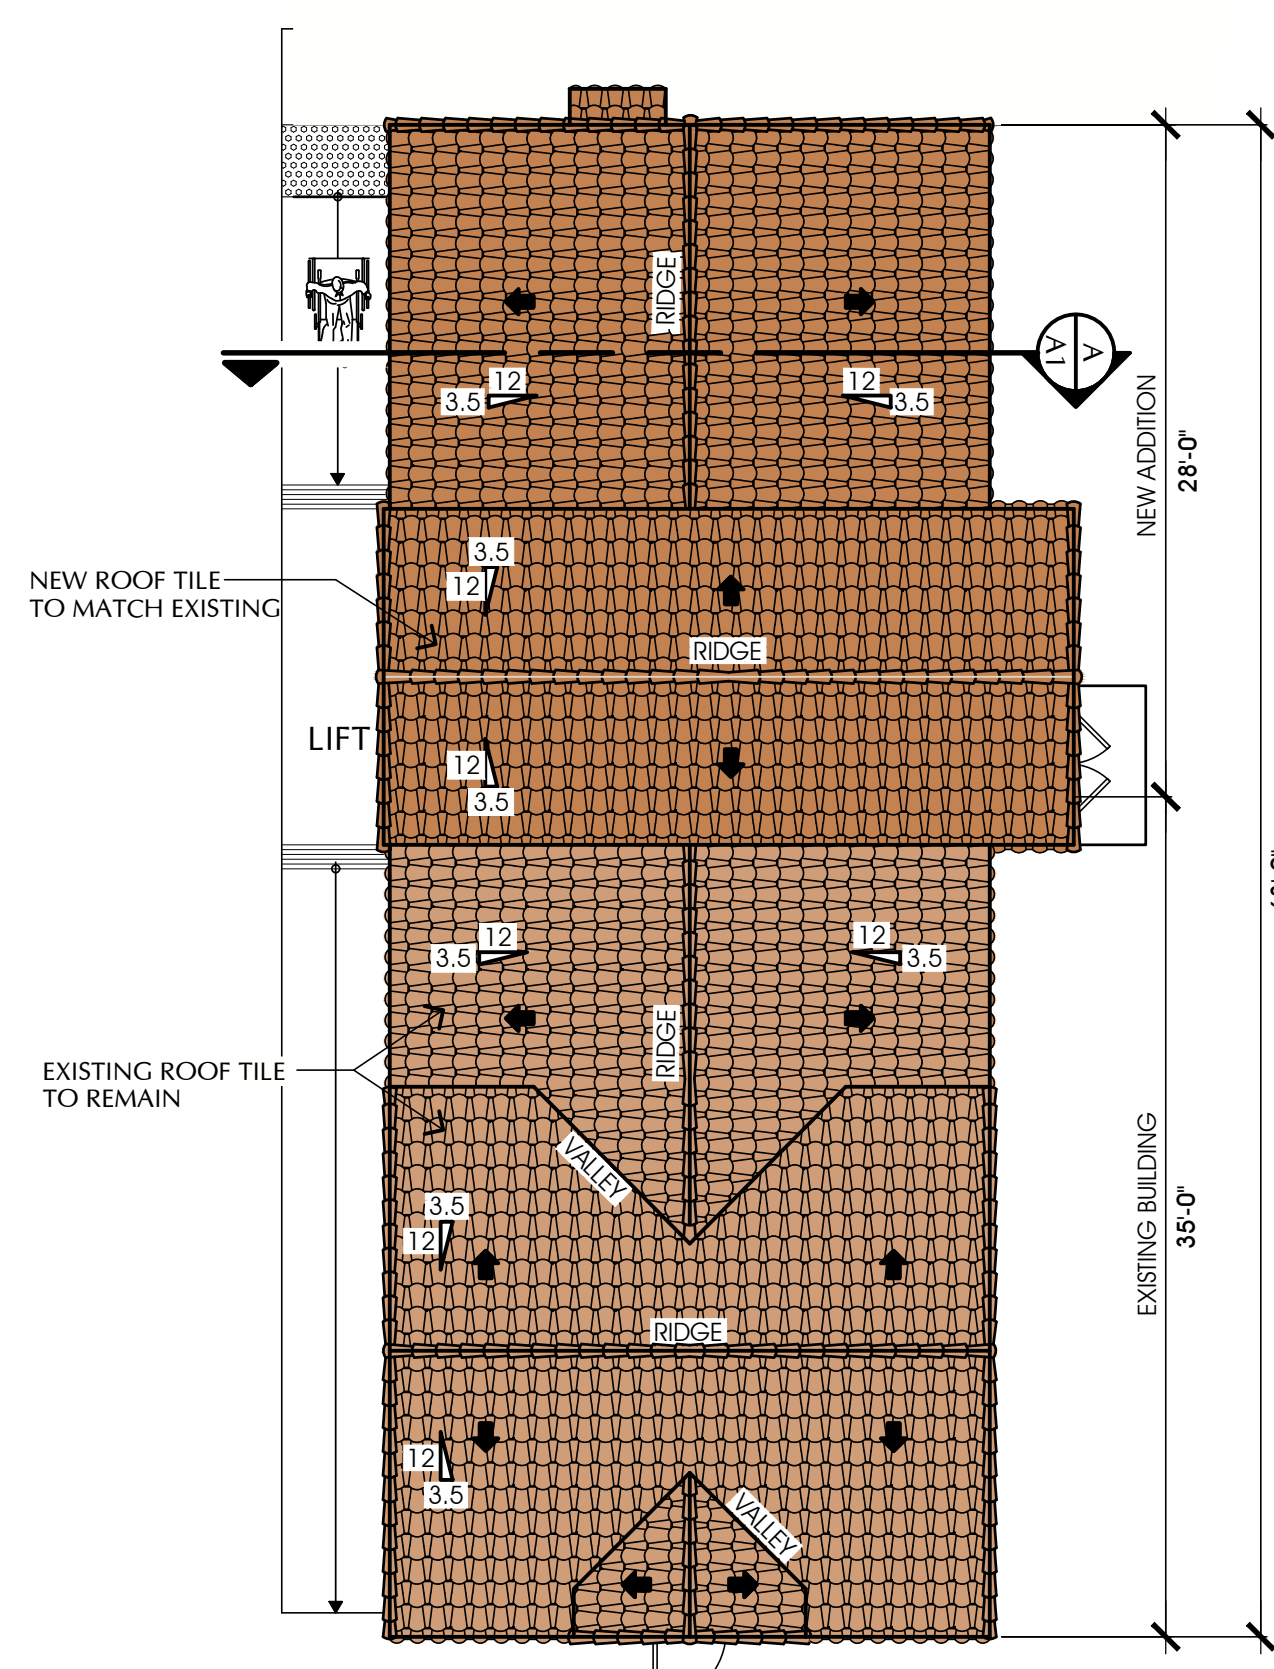 RIDGE
A
A1
12
3.5
12
3.5
NEW ADDITION
28'-0"
3.5
12
NEW ROOF TILE
TO MATCH EXISTING
RIDGE
LIFT
12
3.5
12
3.5
12
3.5
RIDGE
EXISTING ROOF TILE
TO REMAIN
VALLEY
EXISTING BUILDING
35'-0"
3.5
12
RIDGE
12
3.5
VALLEY